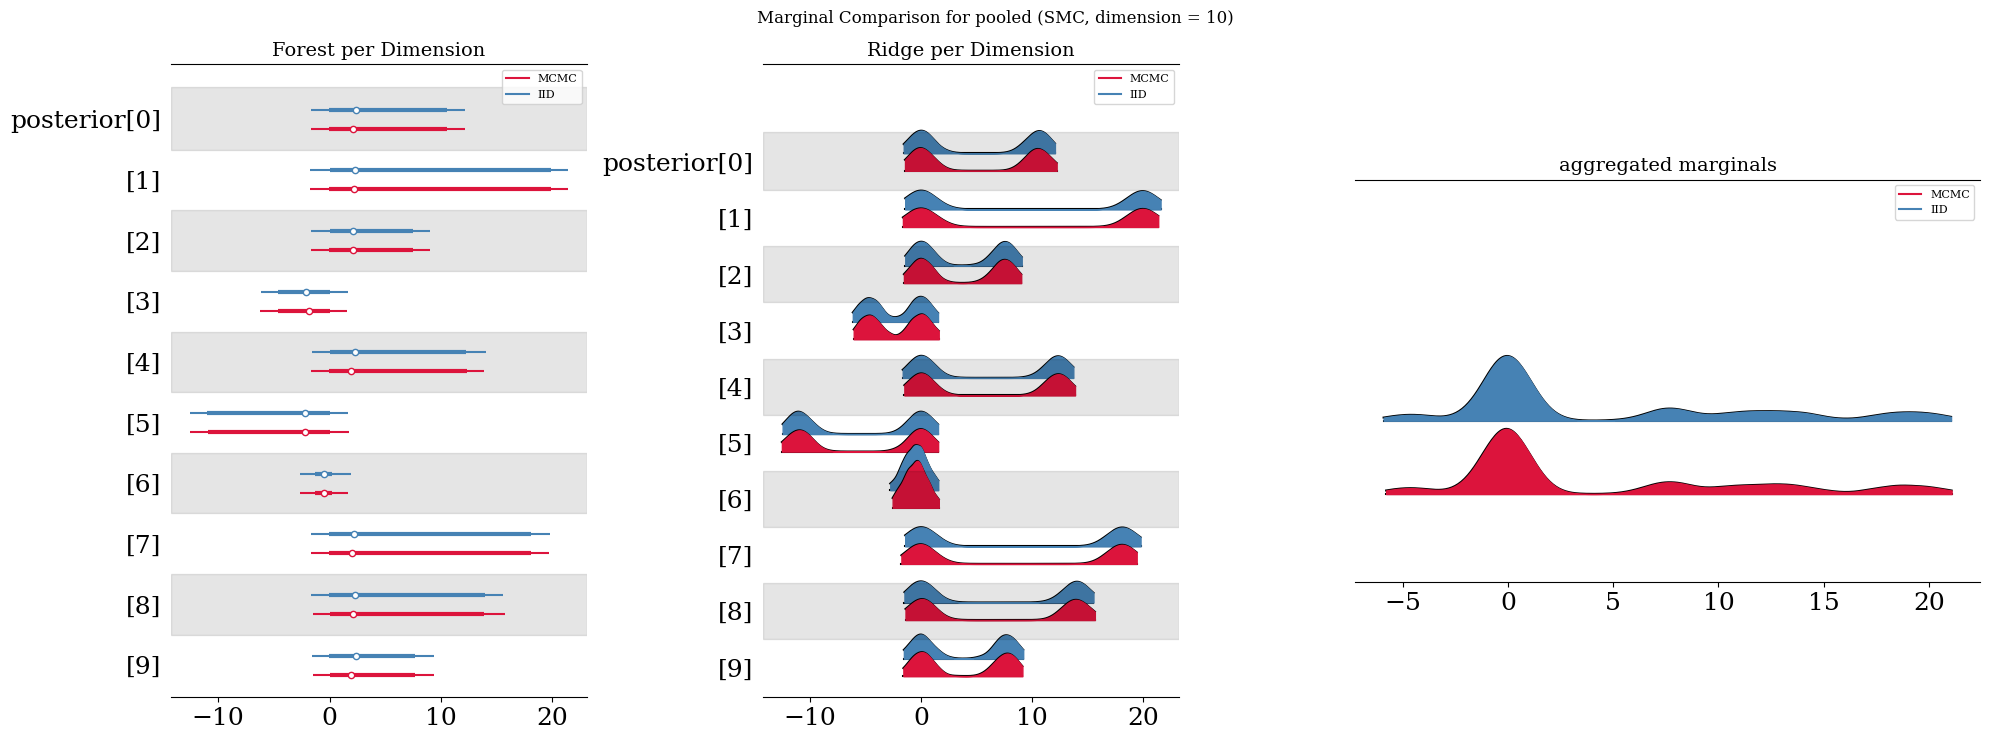 Marginal Comparison for pooled (SMC, dimension = 10)
Forest per Dimension
MCMC
IID
posterior[0]
[1]
[2]
[3]
[4]
[5]
[6]
[7]
[8]
[9]
−10 0 10 20
Ridge per Dimension
MCMC
IID
posterior[0]
[1]
[2]
[3]
[4]
[5]
[6]
[7]
[8]
[9]
−10 0 10 20
aggregated marginals
MCMC
IID
−5 0 5 10 15 20